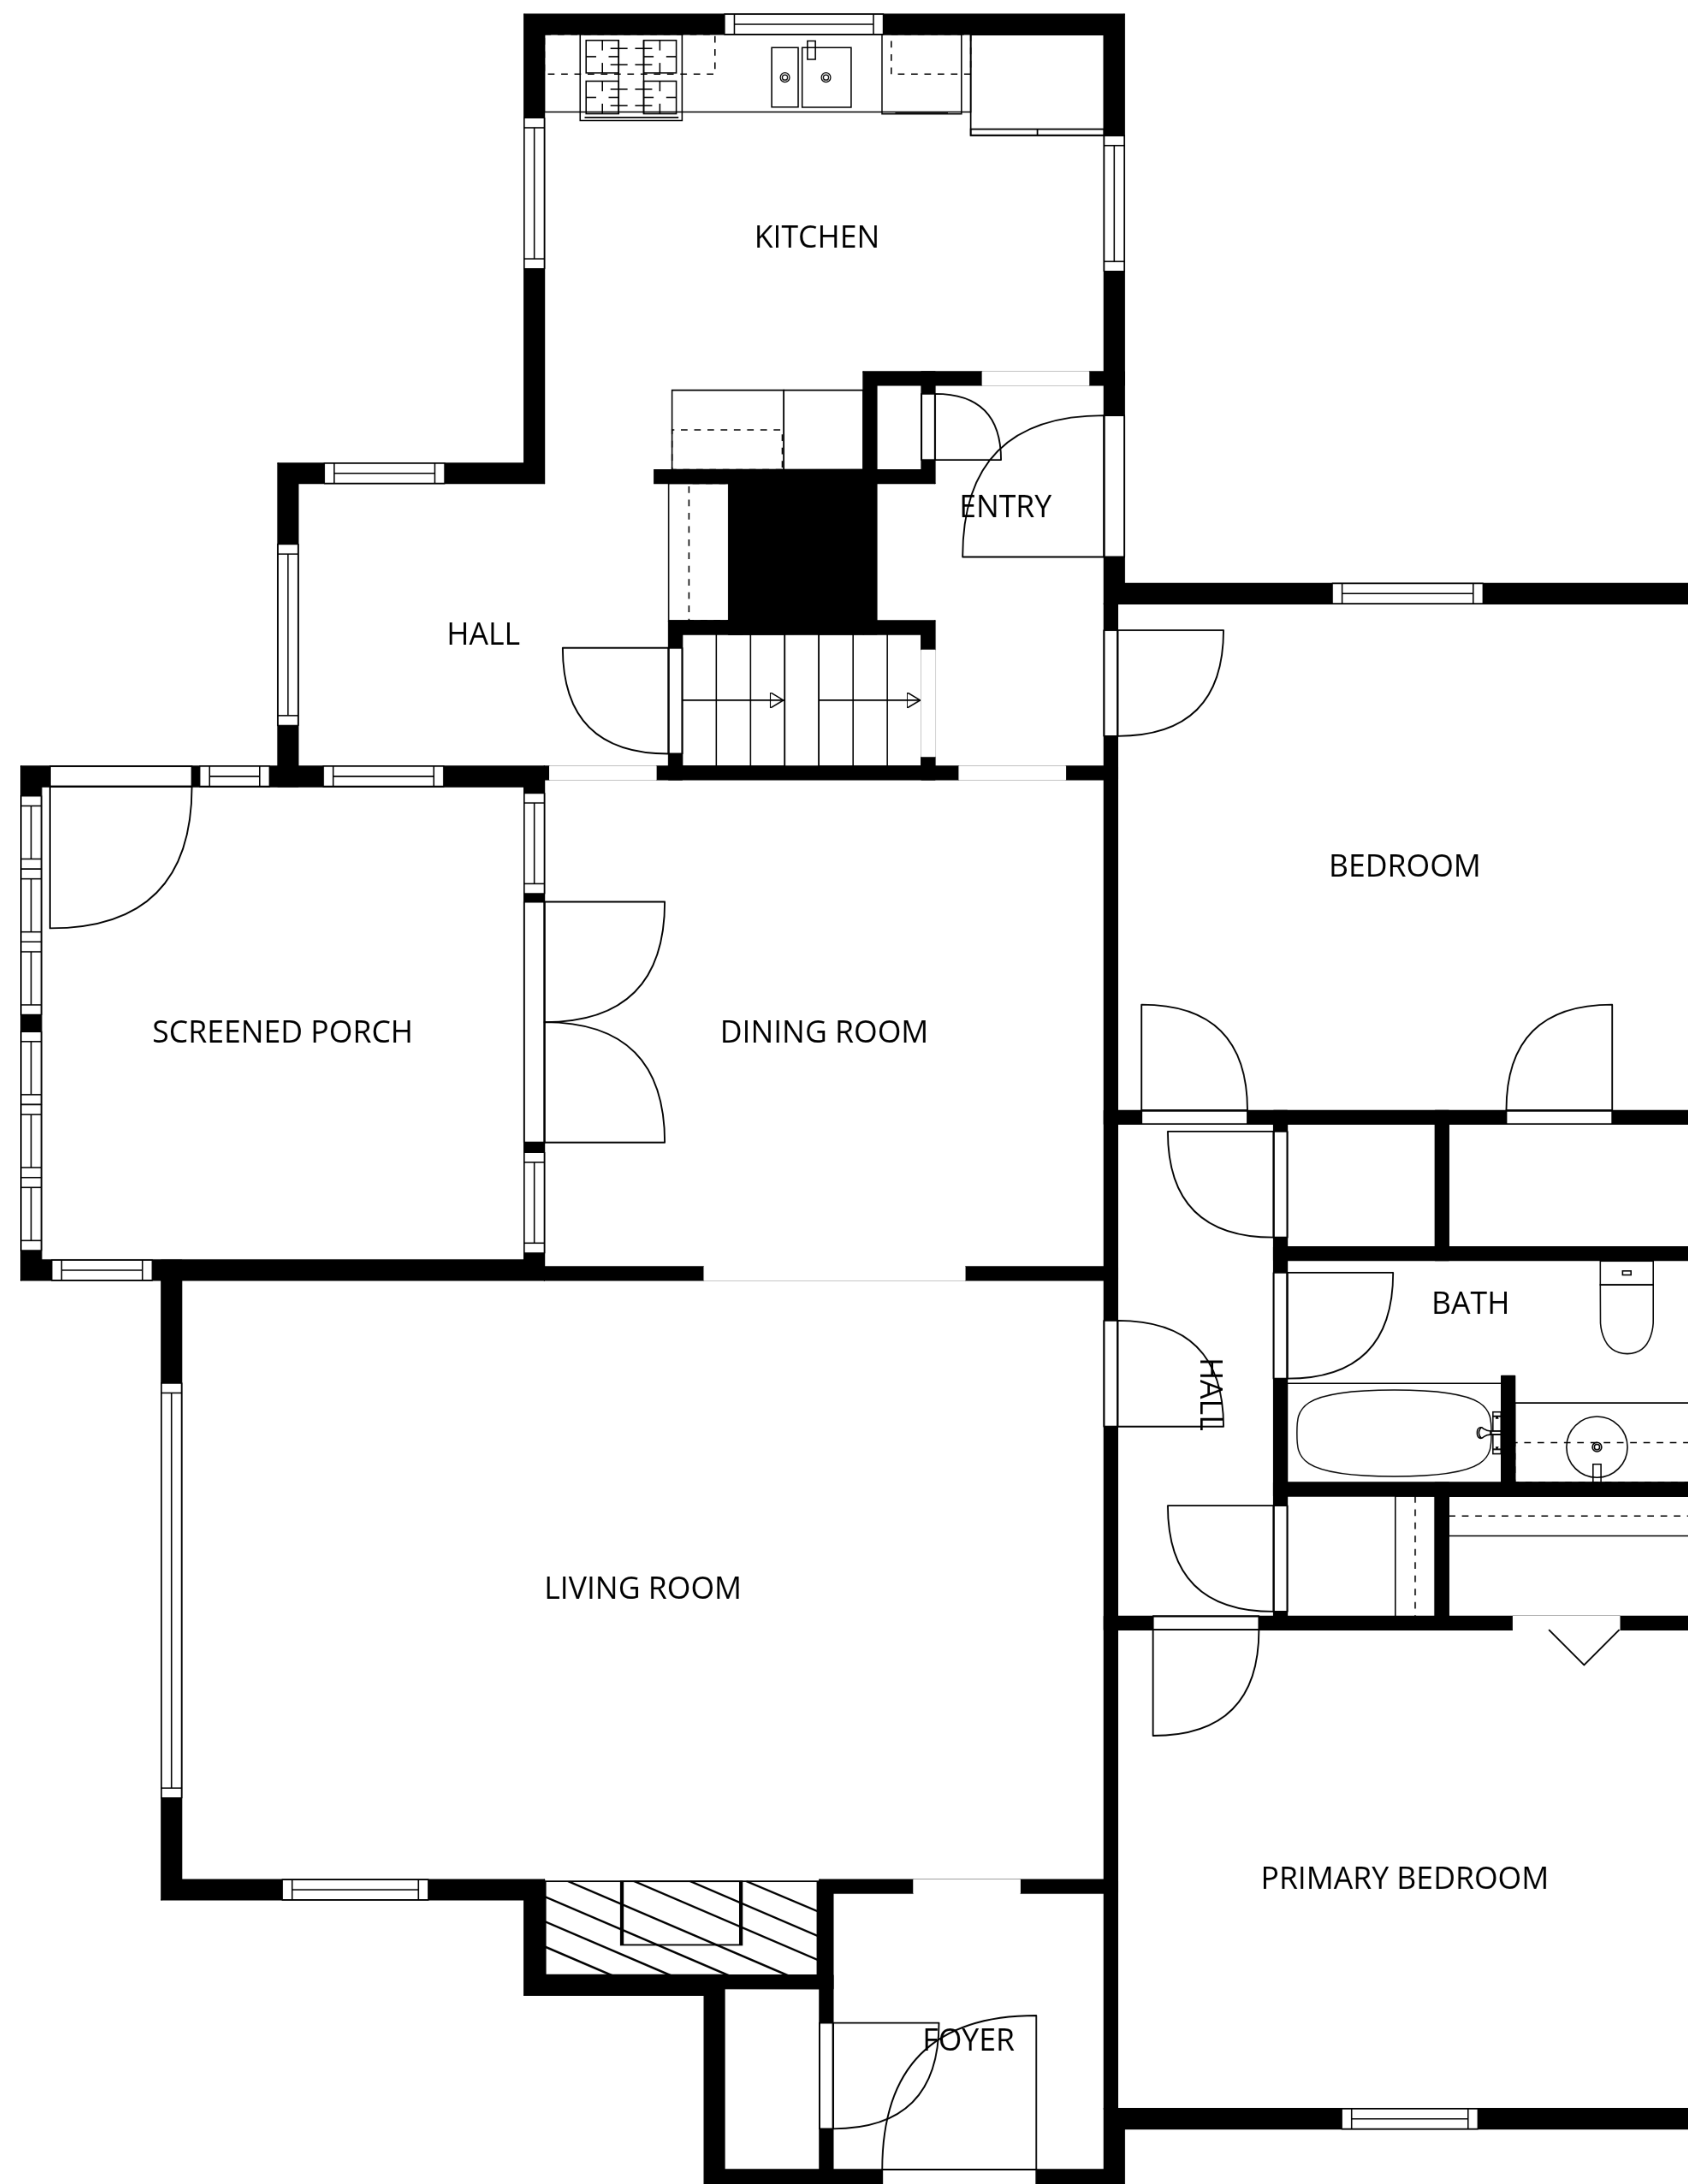 KITCHEN
ENTRY
HALL
BEDROOM
SCREENED PORCH
DINING ROOM
BATH
HALL
LIVING ROOM
PRIMARY BEDROOM
FOYER